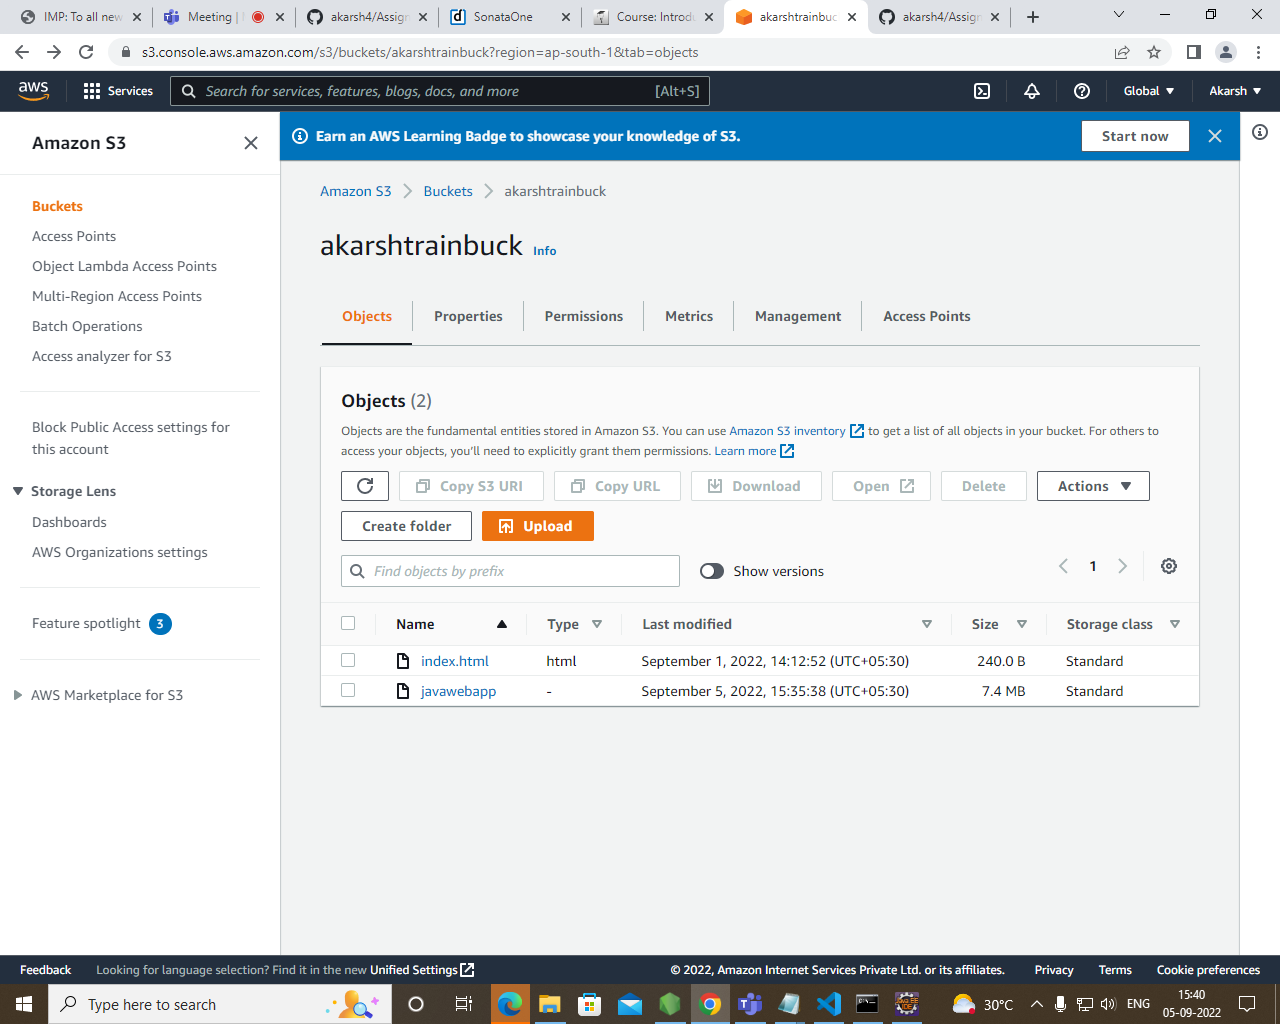 IMP: To all new
Meeting |
akarsh4/Assign
SonataOne
Course: Introdu
akarshtrainbuc
akarsh4/Assign
s3.console.aws.amazon.com/s3/buckets/akarshtrainbuck?region=ap-south-1&tab=objects
aws
Services
Search for services, features, blogs, docs, and more
[Alt+S]
Global
Akarsh
Amazon S3
Earn an AWS Learning Badge to showcase your knowledge of S3.
Start now
Buckets
Access Points
Object Lambda Access Points
Multi-Region Access Points
Batch Operations
Access analyzer for S3
Block Public Access settings for
this account
Storage Lens
Dashboards
AWS Organizations settings
Feature spotlight 3
AWS Marketplace for S3
Amazon S3 > Buckets > akarshtrainbuck
akarshtrainbuck Info
Objects Properties Permissions Metrics Management Access Points
Objects (2)
Objects are the fundamental entities stored in Amazon S3. You can use Amazon S3 inventory to get a list of all objects in your bucket. For others to
access your objects, you'll need to explicitly grant them permissions. Learn more
Copy S3 URI Copy URL Download Open Delete Actions
Create folder Upload
Find objects by prefix Show versions 1
Name Type Last modified Size Storage class
index.html html September 1, 2022, 14:12:52 (UTC+05:30) 240.0 B Standard
javawebapp - September 5, 2022, 15:35:38 (UTC+05:30) 7.4 MB Standard
Feedback Looking for language selection? Find it in the new Unified Settings © 2022, Amazon Internet Services Private Ltd. or its affiliates. Privacy Terms Cookie preferences
Type here to search
30°C
ENG
15:40
05-09-2022